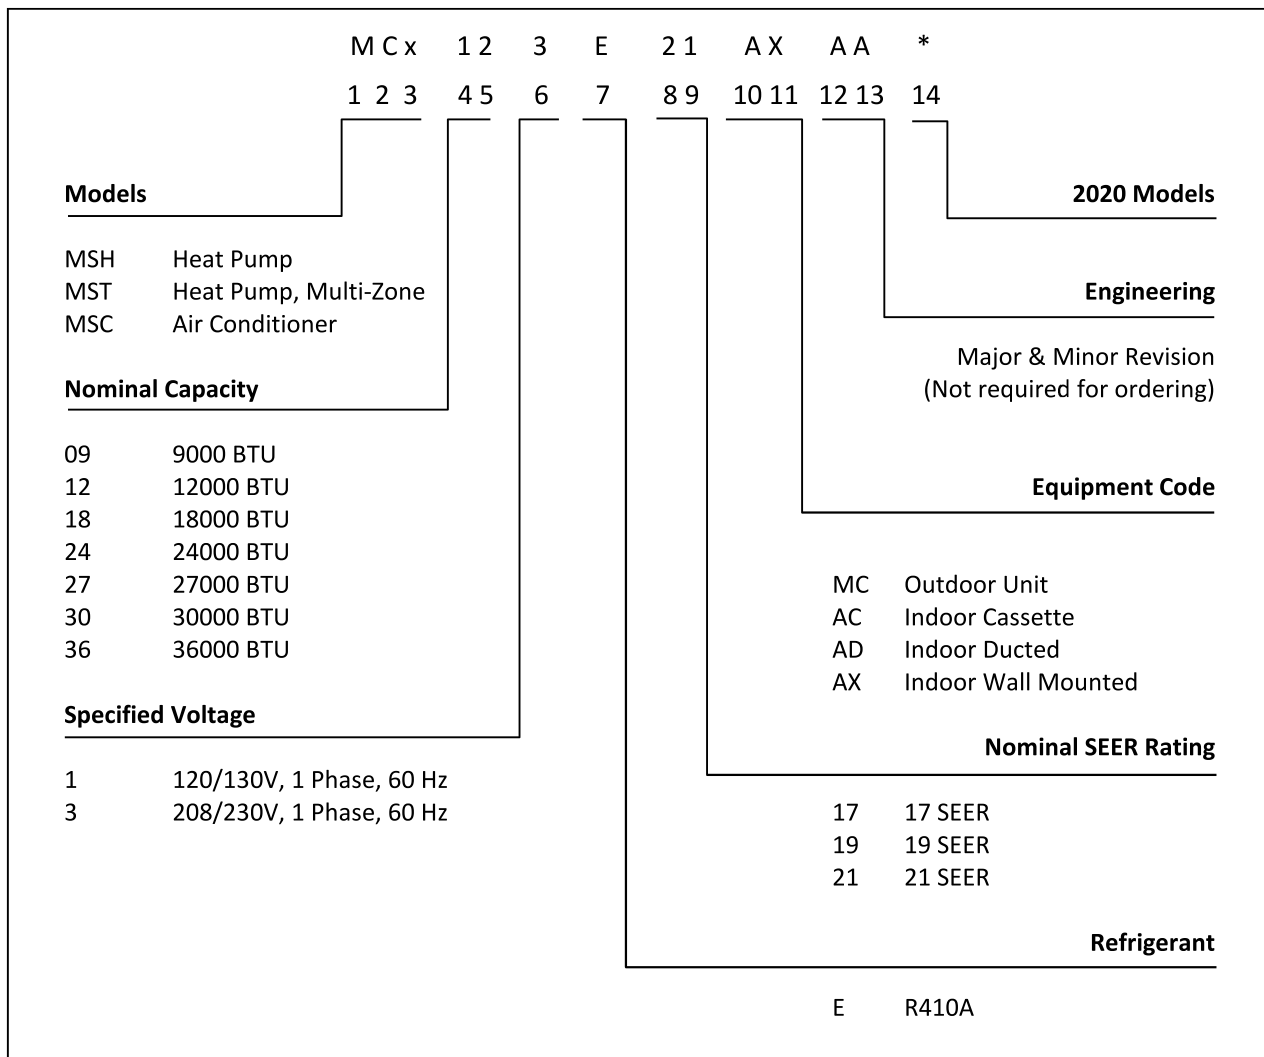 M C x 1 2 3 E 2 1 A X A A *
1 2 3 4 5 6 7 8 9 10 11 12 13 14
Models
MSH Heat Pump
MST Heat Pump, Multi-Zone
MSC Air Conditioner
Nominal Capacity
09 9000 BTU
12 12000 BTU
18 18000 BTU
24 24000 BTU
27 27000 BTU
30 30000 BTU
36 36000 BTU
Specified Voltage
1 120/130V, 1 Phase, 60 Hz
3 208/230V, 1 Phase, 60 Hz
2020 Models
Engineering
Major & Minor Revision
(Not required for ordering)
Equipment Code
MC Outdoor Unit
AC Indoor Cassette
AD Indoor Ducted
AX Indoor Wall Mounted
Nominal SEER Rating
17 17 SEER
19 19 SEER
21 21 SEER
Refrigerant
E R410A